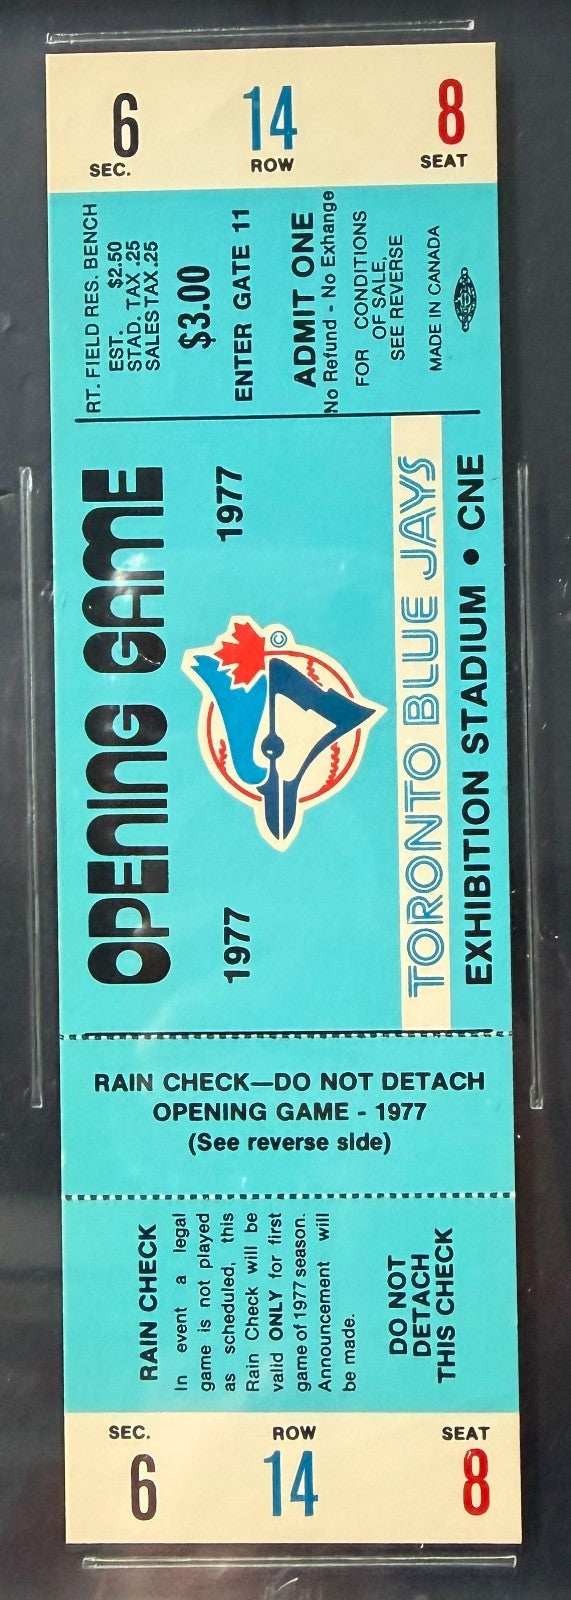 6 14 8
SEC. ROW SEAT
RT. FIELD RES. BENCH
EST. $2.50
STAD. TAX .25
SALES TAX .25
$3.00
ENTER GATE 11
ADMIT ONE
No Refund - No Exhange
FOR CONDITIONS
OF SALE,
SEE REVERSE
MADE IN CANADA
OPENING GAME
1977 1977
©
TORONTO BLUE JAYS
EXHIBITION STADIUM • CNE
RAIN CHECK—DO NOT DETACH
OPENING GAME - 1977
(See reverse side)
RAIN CHECK
In event a legal
game is not played
as scheduled, this
Rain Check will be
valid ONLY for first
game of 1977 season.
Announcement will
be made.
DO NOT
DETACH
THIS CHECK
SEC. ROW SEAT
6 14 8